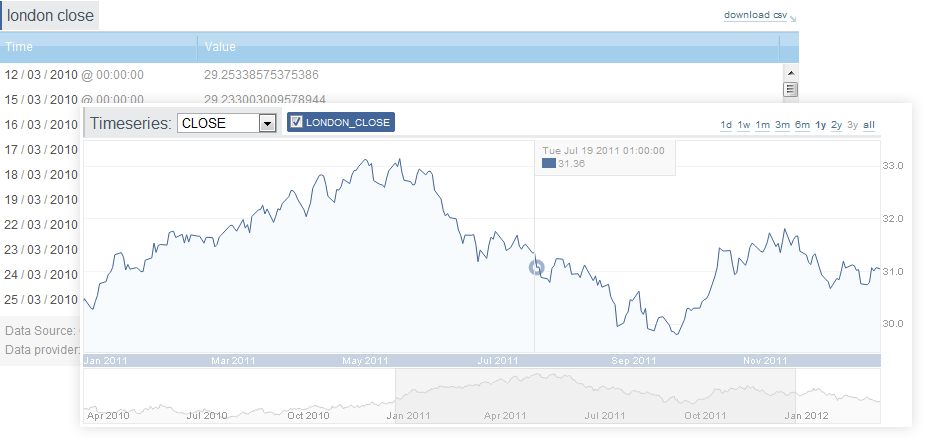 london close
download csv
Time Value
12 / 03 / 2010 @ 00:00:00 29.25338575375386
15 / 03 / 2010 @ 00:00:00 29.233003009578944
16 / 03 / 2010
17 / 03 / 2010
18 / 03 / 2010
19 / 03 / 2010
22 / 03 / 2010
23 / 03 / 2010
24 / 03 / 2010
25 / 03 / 2010
Data Source:
Data provider:
Timeseries: CLOSE LONDON_CLOSE
1d 1w 1m 3m 6m 1y 2y 3y all
Tue Jul 19 2011 01:00:00
31.36
33.0
32.0
31.0
30.0
Jan 2011 Mar 2011 May 2011 Jul 2011 Sep 2011 Nov 2011
Apr 2010 Jul 2010 Oct 2010 Jan 2011 Apr 2011 Jul 2011 Oct 2011 Jan 2012